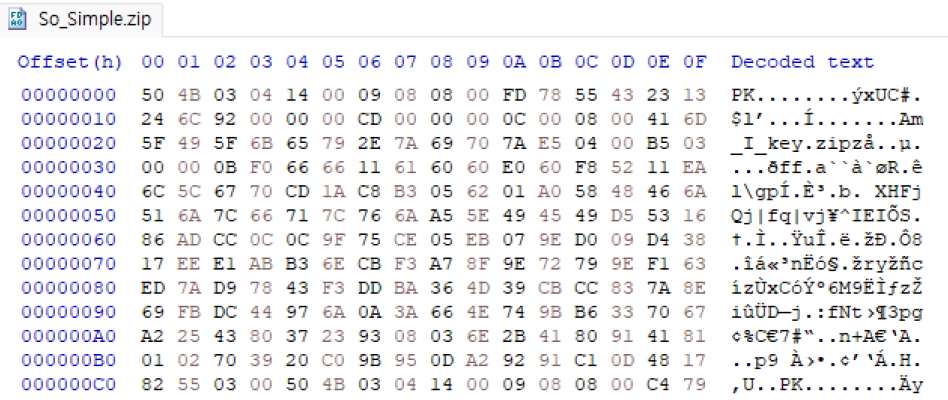 So_Simple.zip
Offset(h) 00 01 02 03 04 05 06 07 08 09 0A 0B 0C 0D 0E 0F Decoded text
00000000 50 4B 03 04 14 00 09 08 08 00 FD 78 55 43 23 13 PK........ýxUC#.
00000010 24 6C 92 00 00 00 CD 00 00 00 0C 00 08 00 41 6D $l’...Í.......Am
00000020 5F 49 5F 6B 65 79 2E 7A 69 70 7A E5 04 00 B5 03 _I_key.zipzå..µ.
00000030 00 00 0B F0 66 66 11 61 60 60 E0 60 F8 52 11 EA ...ðff.a``à`øR.ê
00000040 6C 5C 67 70 CD 1A C8 B3 05 62 01 A0 58 48 46 6A l\gpÍ.È³.b. XHFj
00000050 51 6A 7C 66 71 7C 76 6A A5 5E 49 45 49 D5 53 16 Qj|fq|vj¥^IEIÕS.
00000060 86 AD CC 0C 0C 9F 75 CE 05 EB 07 9E D0 09 D4 38 †.Ì..ŸuÎ.ë.žÐ.Ô8
00000070 17 EE E1 AB B3 6E CB F3 A7 8F 9E 72 79 9E F1 63 .îá«³nËó§.žryžñc
00000080 ED 7A D9 78 43 F3 DD BA 36 4D 39 CB CC 83 7A 8E ízÙxCóÝº6M9ËÌƒzŽ
00000090 69 FB DC 44 97 6A 0A 3A 66 4E 74 9B B6 33 70 67 iûÜD—j.:fNt›¶3pg
000000A0 A2 25 43 80 37 23 93 08 03 6E 2B 41 80 91 41 81 ¢%C€7#“..n+A€‘A.
000000B0 01 02 70 39 20 C0 9B 95 0D A2 92 91 C1 0D 48 17 ..p9 À›•.¢’‘Á.H.
000000C0 82 55 03 00 50 4B 03 04 14 00 09 08 08 00 C4 79 ‚U..PK........Äy